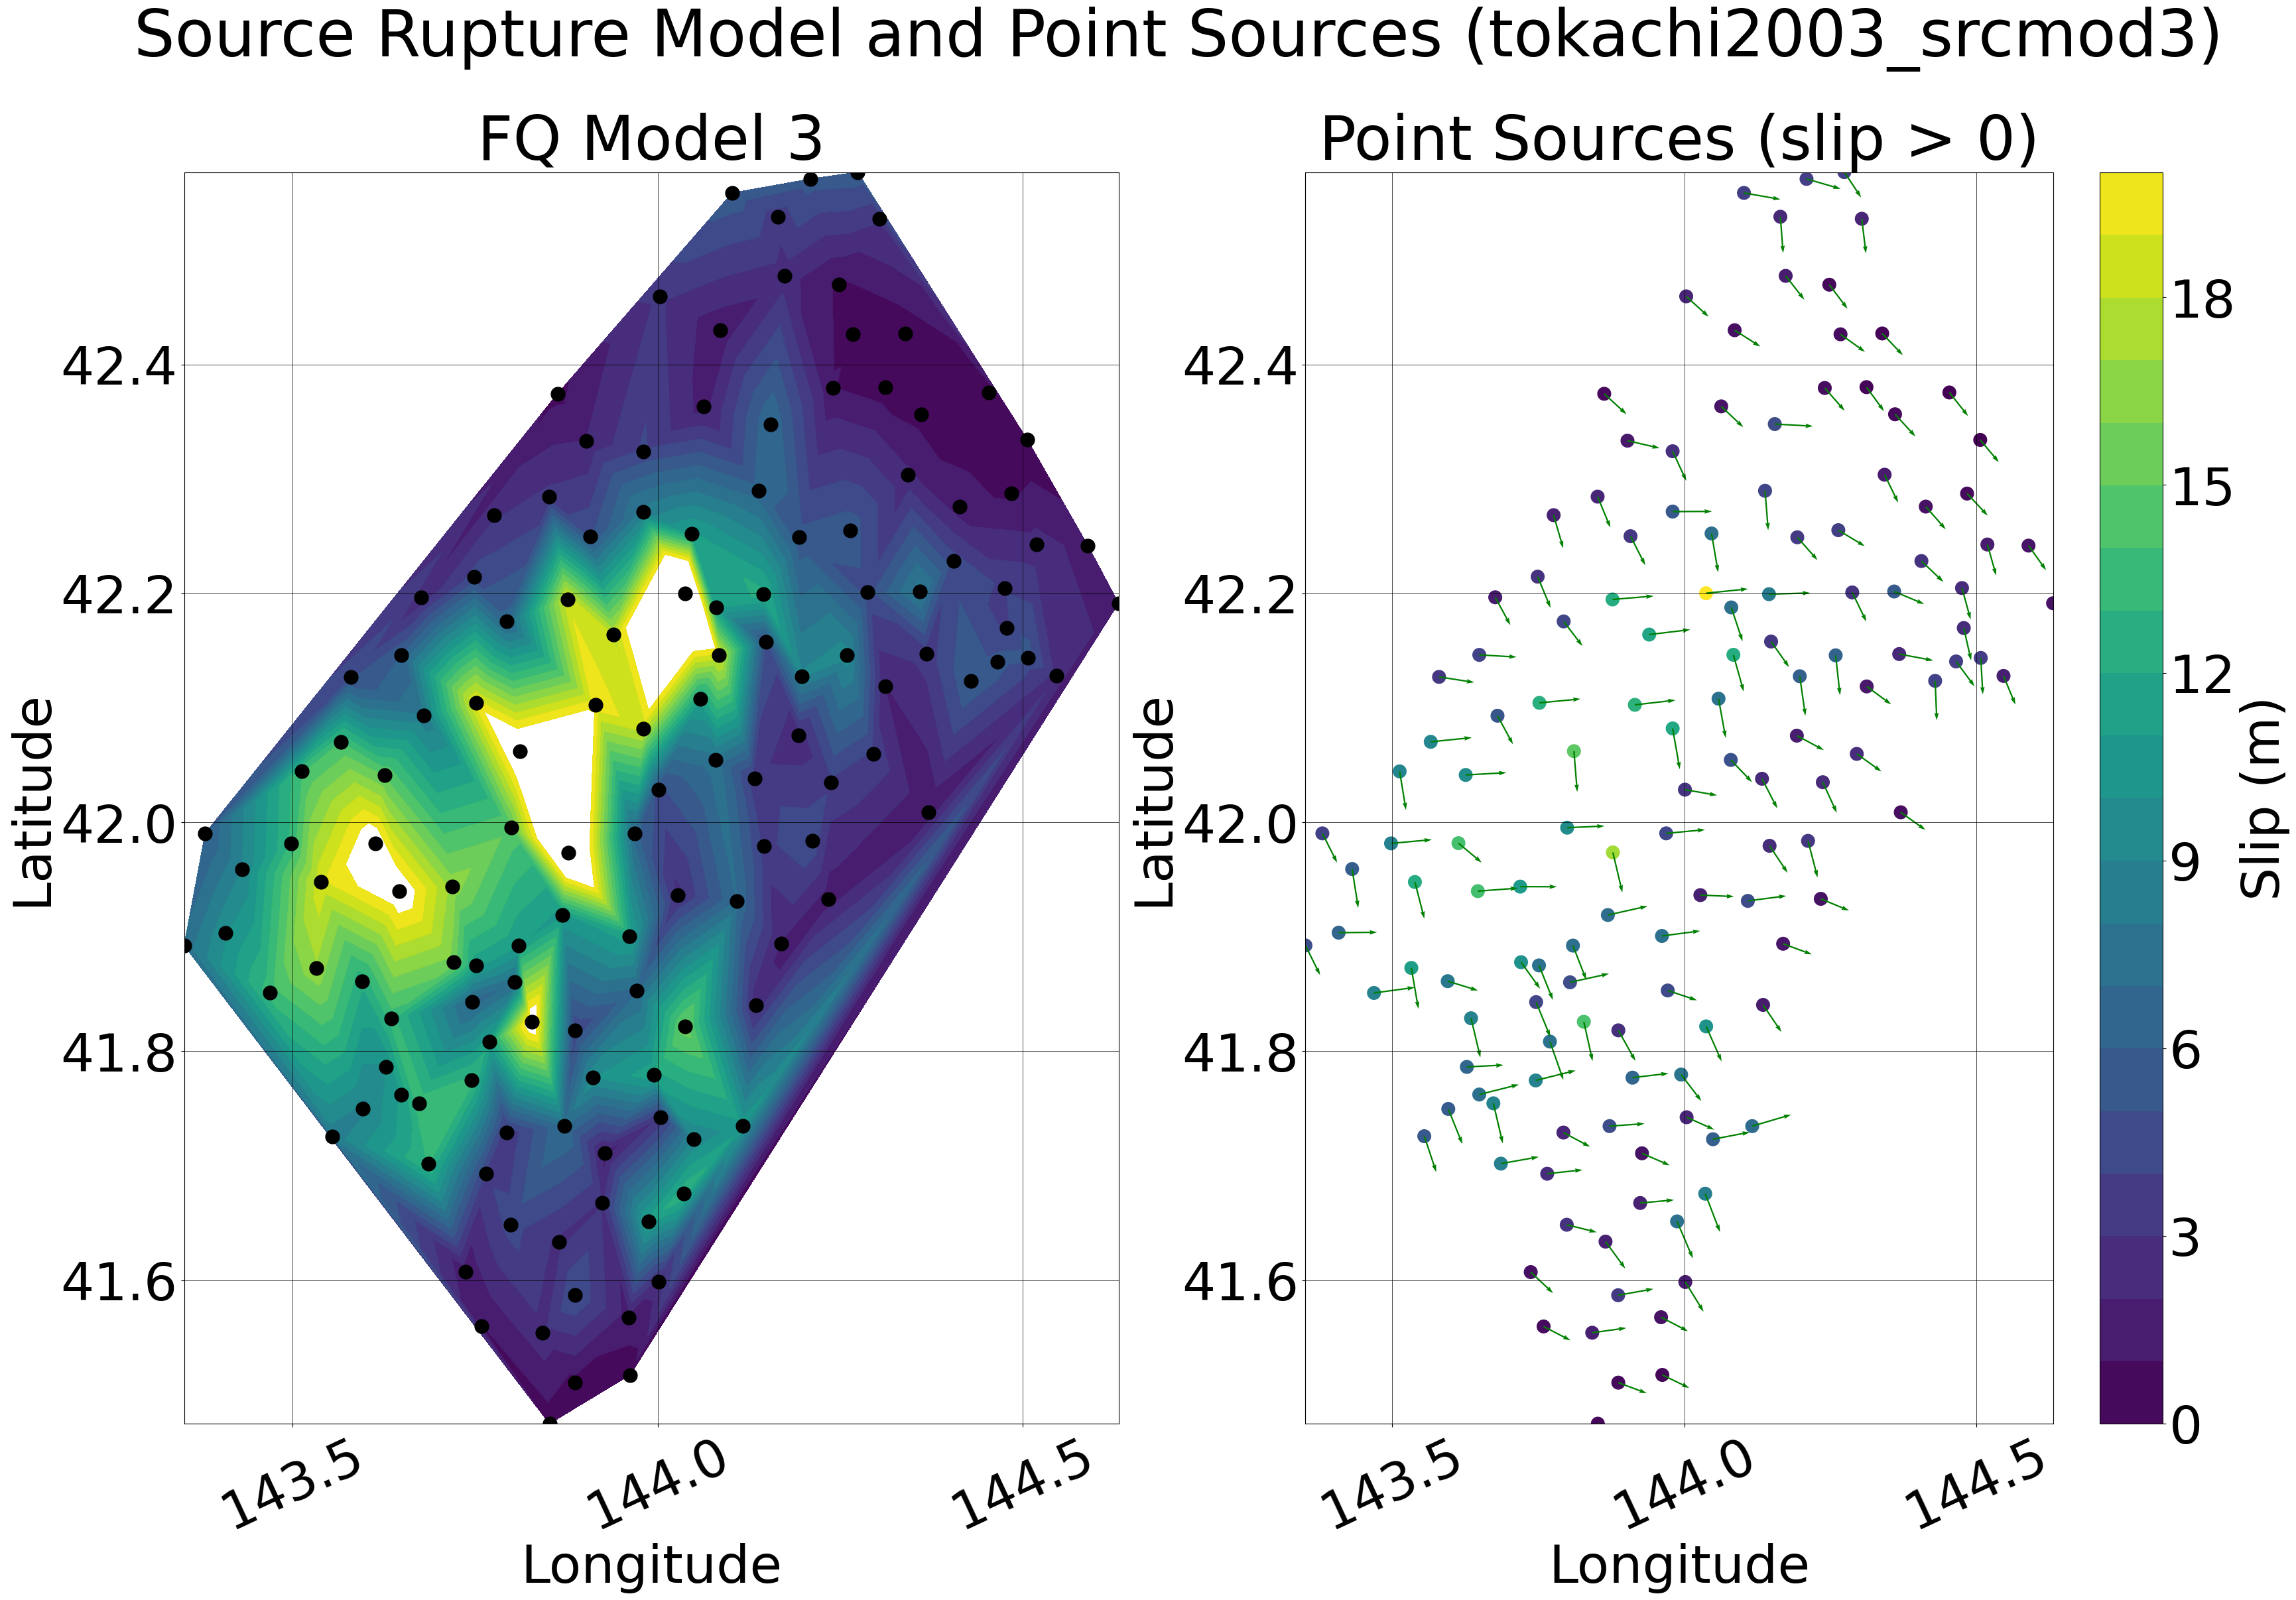 Source Rupture Model and Point Sources (tokachi2003_srcmod3)
FQ Model 3
42.4
42.2
42.0
41.8
41.6
143.5
144.0
144.5
Latitude
Longitude
Point Sources (slip > 0)
42.4
42.2
42.0
41.8
41.6
143.5
144.0
144.5
Latitude
Longitude
18
15
12
9
6
3
0
Slip (m)